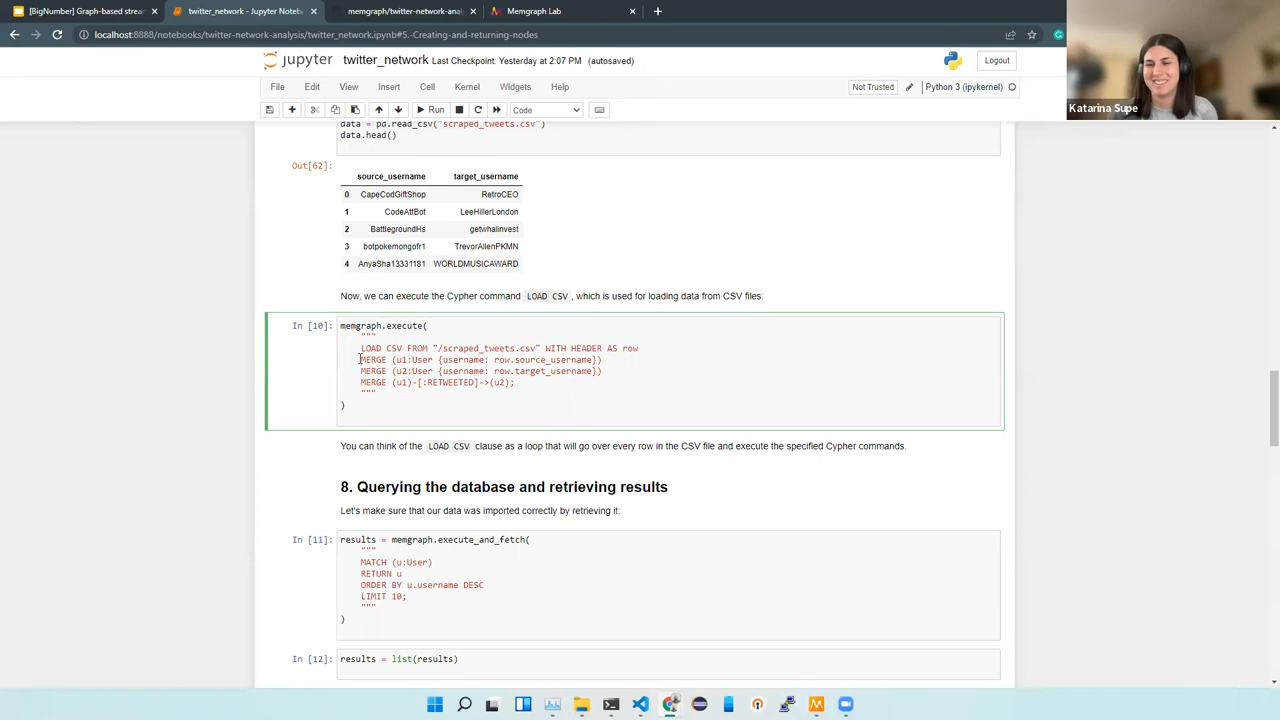 [BigNumber] Graph-based stream
twitter_network - Jupyter Noteb
memgraph/twitter-network-anal
Memgraph Lab
localhost:8888/notebooks/twitter-network-analysis/twitter_network.ipynb#5.-Creating-and-returning-nodes
jupyter twitter_network Last Checkpoint: Yesterday at 2:07 PM (autosaved)
Logout
Katarina Supe
File Edit View Insert Cell Kernel Widgets Help
Not Trusted
Python 3 (ipykernel)
Run
Code
data = pd.read_csv("scraped_tweets.csv")
data.head()
Out[62]:
source_username target_username
0 CapeCodGiftShop RetroCEO
1 CodeAttBot LeeHillerLondon
2 BattlegroundHs getwhalinvest
3 botpokemongofr1 TrevorAllenPKMN
4 AnyaSha13331181 WORLDMUSICAWARD
Now, we can execute the Cypher command LOAD CSV , which is used for loading data from CSV files:
In [10]:
memgraph.execute(
"""
LOAD CSV FROM "/scraped_tweets.csv" WITH HEADER AS row
MERGE (u1:User {username: row.source_username})
MERGE (u2:User {username: row.target_username})
MERGE (u1)-[:RETWEETED]->(u2);
"""
)
You can think of the LOAD CSV clause as a loop that will go over every row in the CSV file and execute the specified Cypher commands.
8. Querying the database and retrieving results
Let's make sure that our data was imported correctly by retrieving it:
In [11]:
results = memgraph.execute_and_fetch(
"""
MATCH (u:User)
RETURN u
ORDER BY u.username DESC
LIMIT 10;
"""
)
In [12]:
results = list(results)